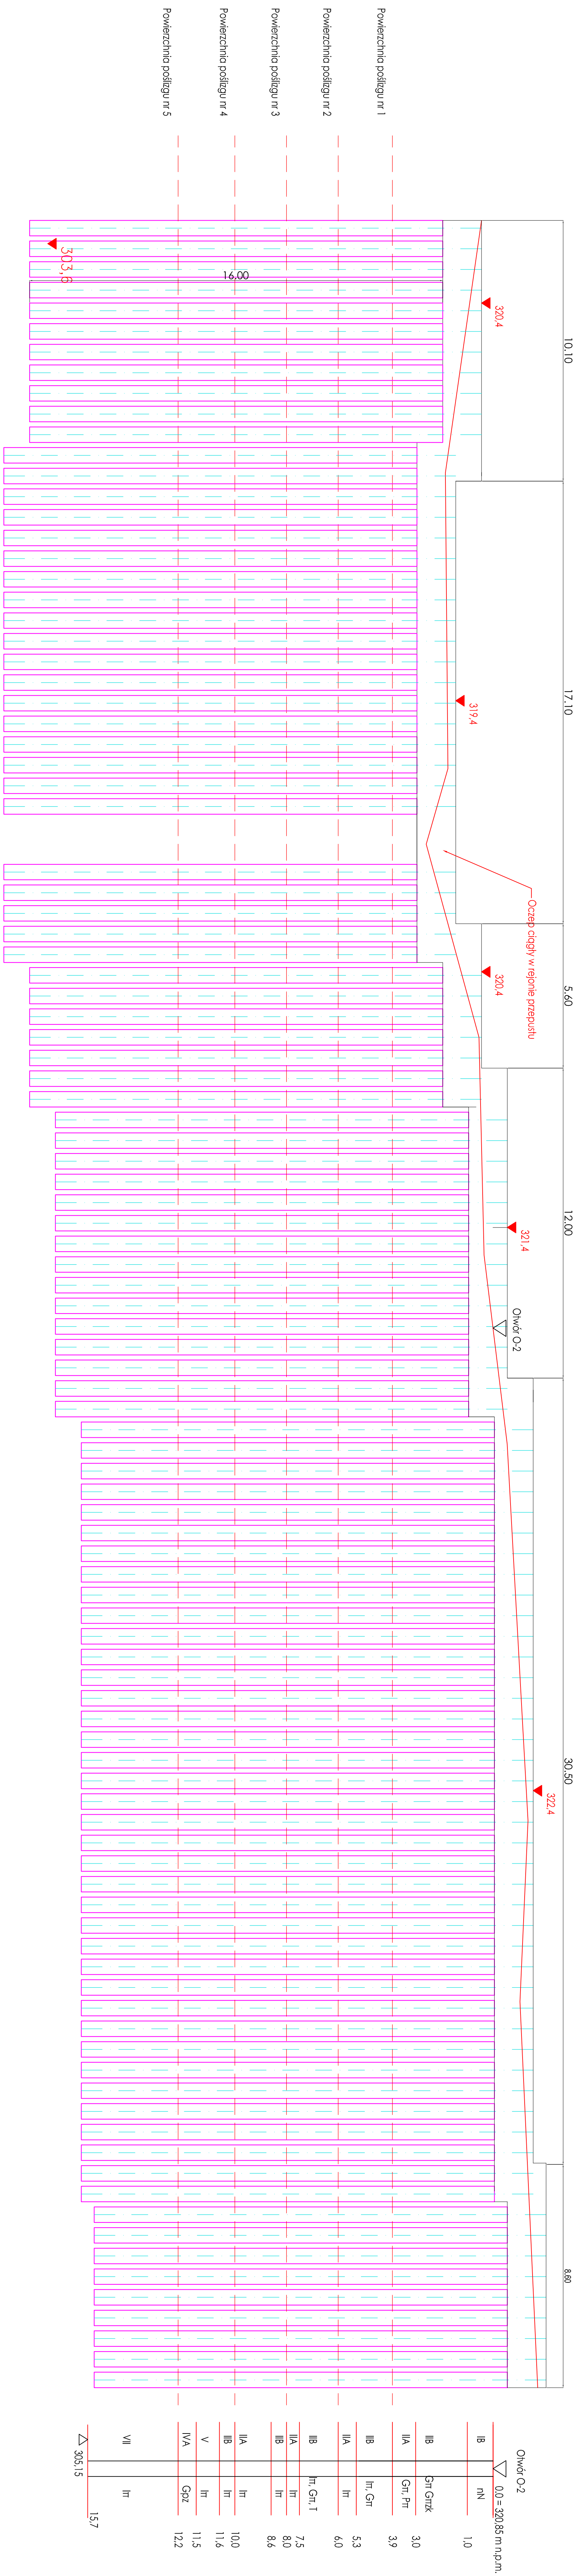 Powierzchnia poślizgu nr 1
Powierzchnia poślizgu nr 2
Powierzchnia poślizgu nr 3
Powierzchnia poślizgu nr 4
Powierzchnia poślizgu nr 5
10,10
17,10
5,60
12,00
30,50
8,60
320,4
319,4
320,4
321,4
322,4
303,6
16,00
Oczep ciągły w rejonie przepustu
Otwór O-2
Otwór O-2
0,0 = 320,85 m n.p.m.
IB nN 1,0
IIB Gπ Gπzk 3,0
IIA Gπ, Pπ 3,9
IIB Iπ, Gπ 5,3
IIA Iπ 6,0
IIB Iπ, Gπ, T 7,5
IIA Iπ 8,0
IIB Iπ 8,6
IIA Iπ 10,0
IIB Iπ 11,6
V Iπ 11,5
IVA Gpz 12,2
VII Iπ 15,7
305,15